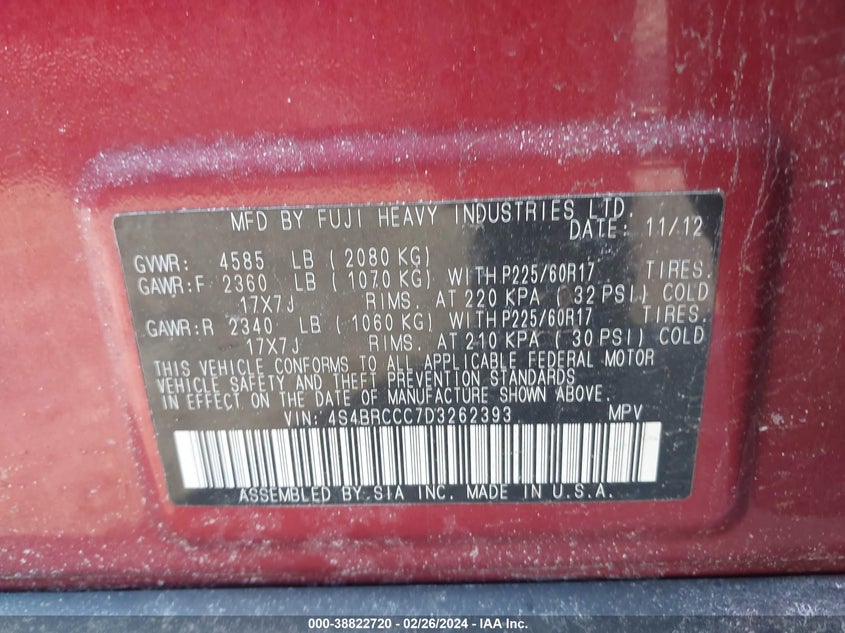 MFD BY FUJI HEAVY INDUSTRIES LTD.
DATE: 11/12
GVWR: 4585 LB ( 2080 KG)
GAWR:F 2360 LB ( 1070 KG) WITH P225/60R17 TIRES.
17X7J RIMS. AT 220 KPA ( 32 PSI) COLD
GAWR:R 2340 LB ( 1060 KG) WITH P225/60R17 TIRES.
17X7J RIMS. AT 210 KPA ( 30 PSI) COLD
THIS VEHICLE CONFORMS TO ALL APPLICABLE FEDERAL MOTOR
VEHICLE SAFETY AND THEFT PREVENTION STANDARDS
IN EFFECT ON THE DATE OF MANUFACTURE SHOWN ABOVE.
VIN: 4S4BRCCC7D3262393 MPV
ASSEMBLED BY SIA INC. MADE IN U.S.A.
000-38822720 - 02/26/2024 - IAA Inc.